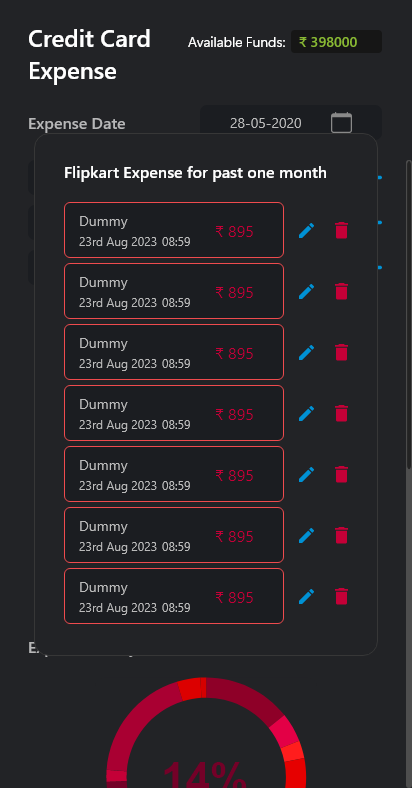 Credit Card
Expense
Available Funds: ₹ 398000
Expense Date
28-05-2020
Flipkart Expense for past one month
Dummy
23rd Aug 2023 08:59
₹ 895
Dummy
23rd Aug 2023 08:59
₹ 895
Dummy
23rd Aug 2023 08:59
₹ 895
Dummy
23rd Aug 2023 08:59
₹ 895
Dummy
23rd Aug 2023 08:59
₹ 895
Dummy
23rd Aug 2023 08:59
₹ 895
Dummy
23rd Aug 2023 08:59
₹ 895
14%